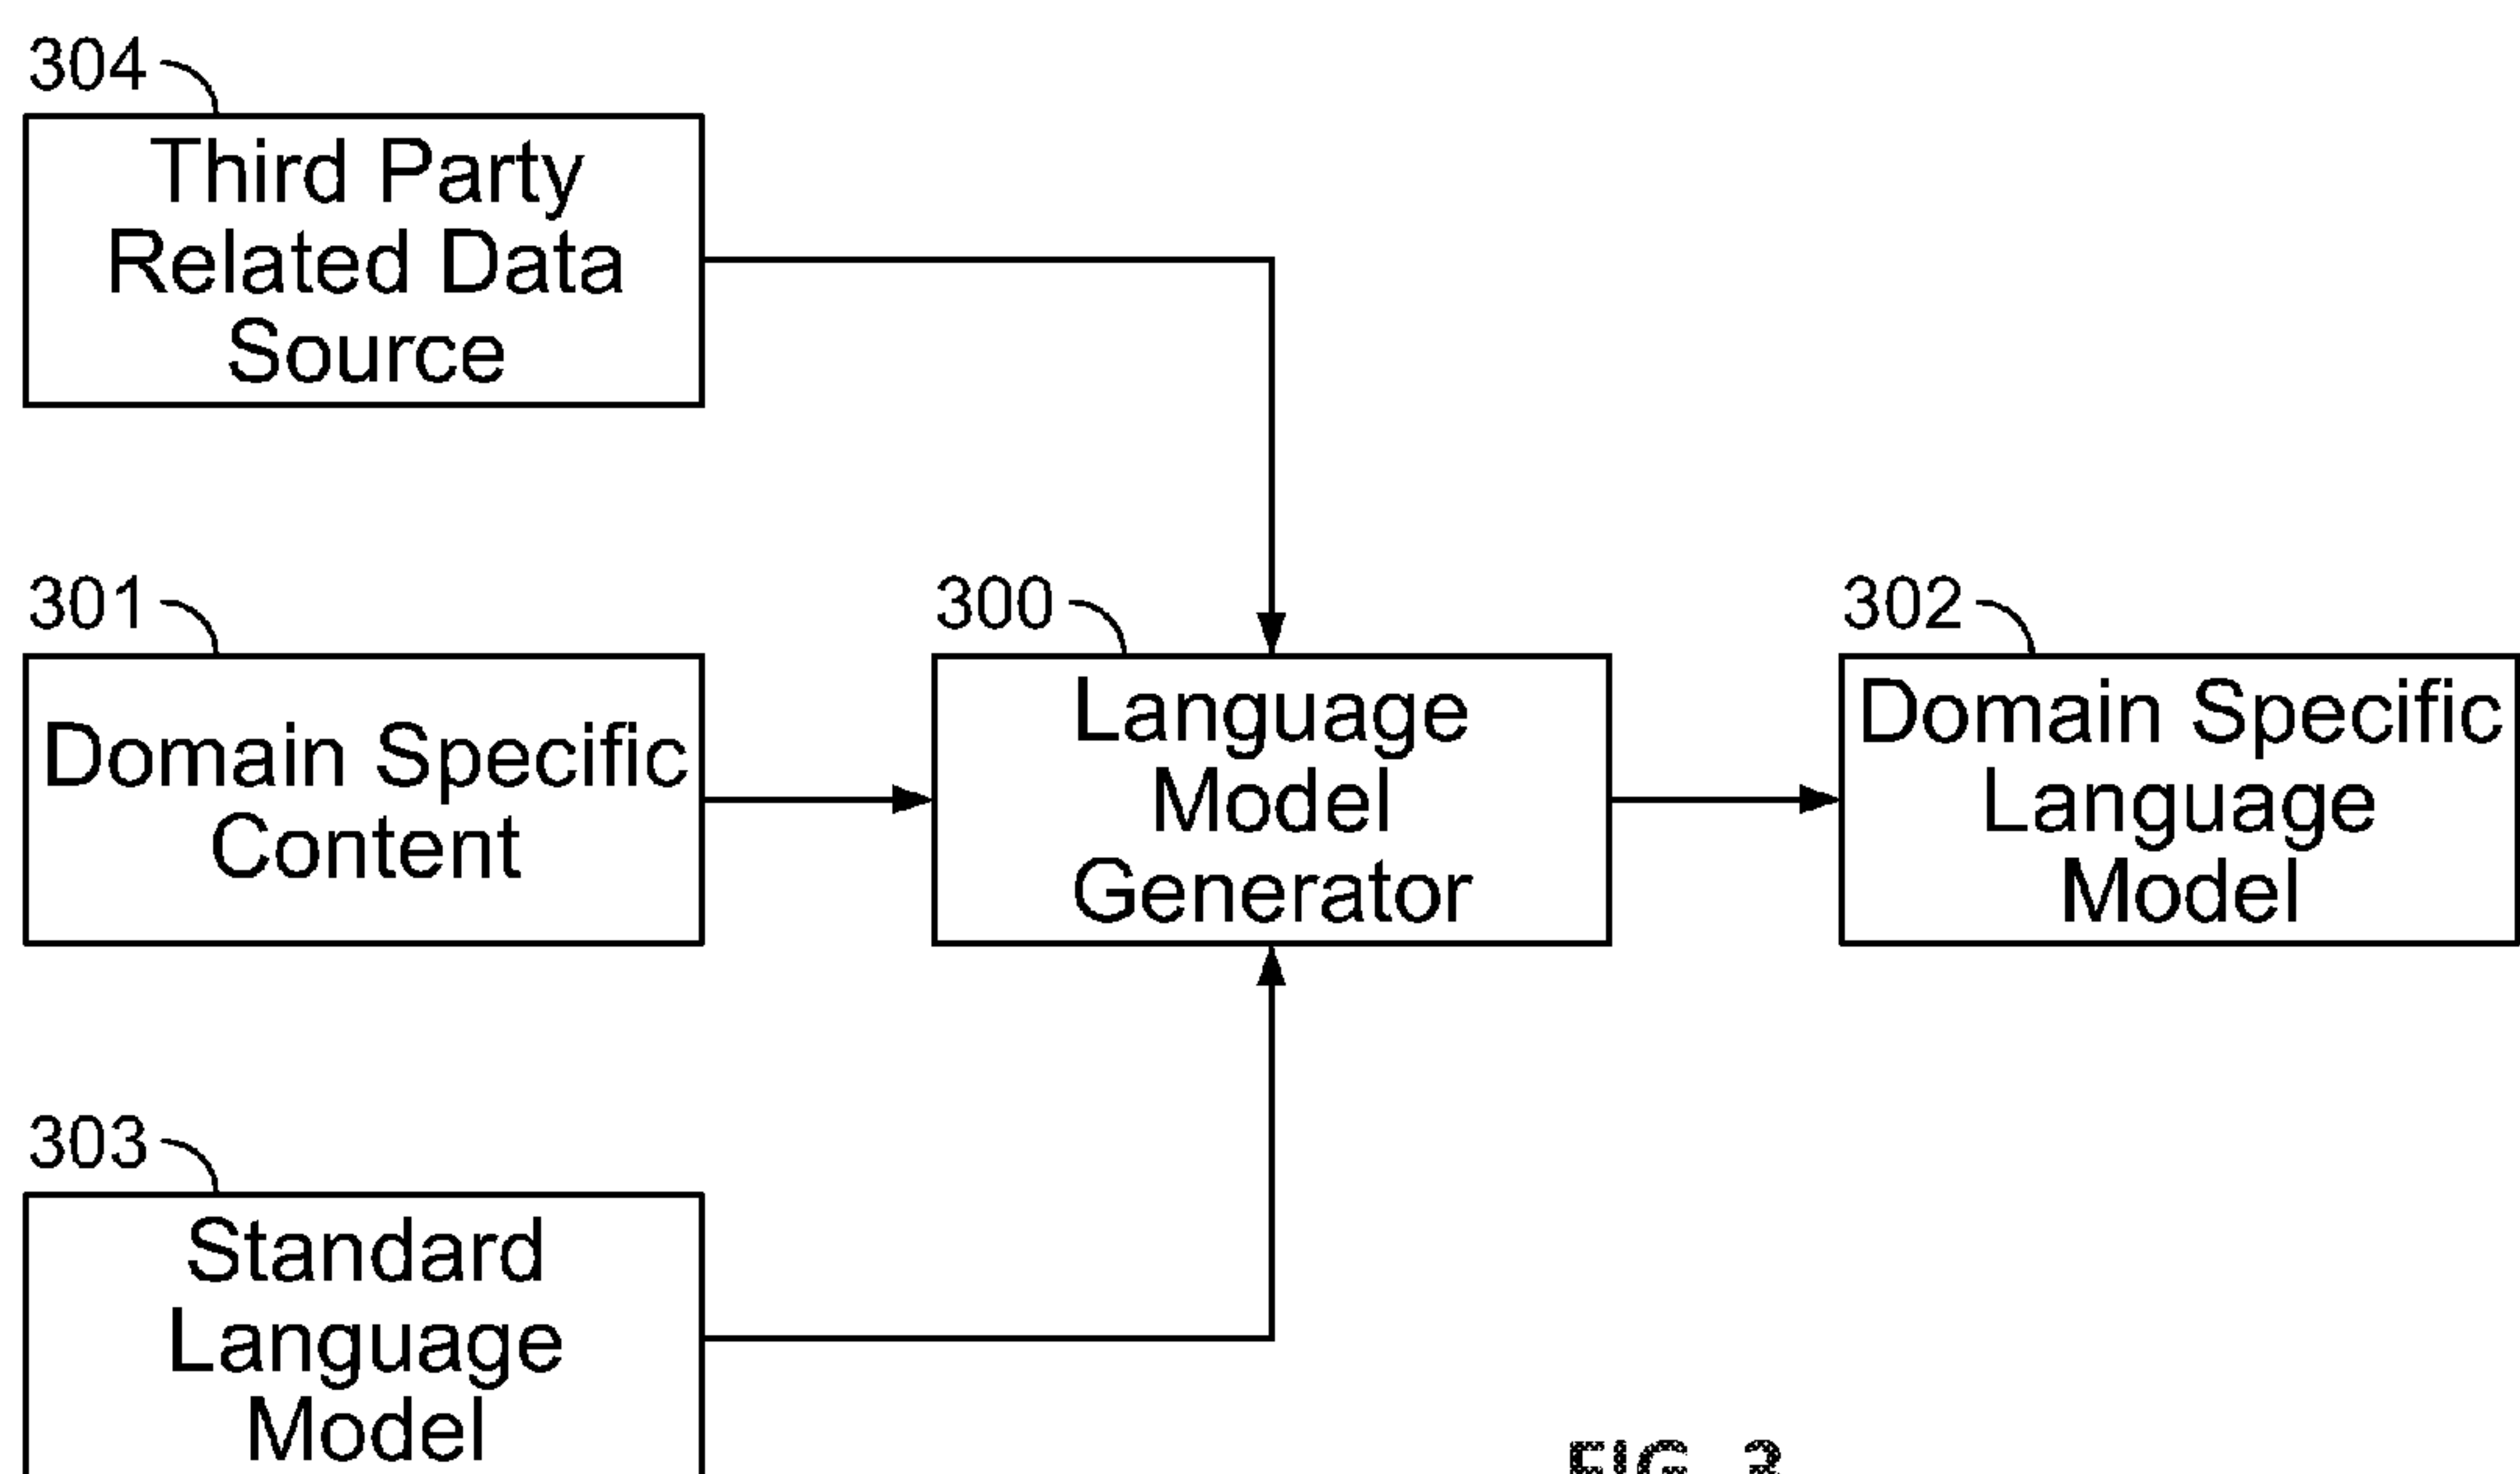 304
Third Party
Related Data
Source
301
Domain Specific
Content
300
Language
Model
Generator
302
Domain Specific
Language
Model
303
Standard
Language
Model
FIG.